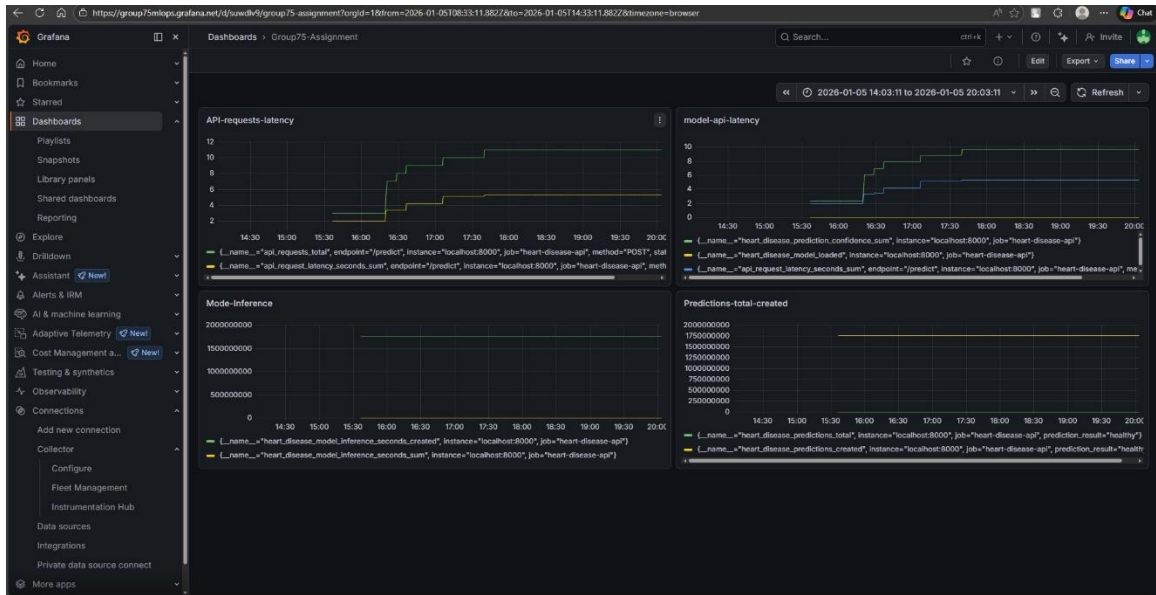 https://group75mlops.grafana.net/d/suwdlv9/group75-assignment?orgId=1&from=2026-01-05T08:33:11.882Z&to=2026-01-05T14:33:11.882Z&timezone=browser
Chat
Grafana
Dashboards › Group75-Assignment
Search...
ctrl+k
Invite
Edit
Export
Share
2026-01-05 14:03:11 to 2026-01-05 20:03:11
Refresh
Home
Bookmarks
Starred
Dashboards
Playlists
Snapshots
Library panels
Shared dashboards
Reporting
Explore
Drilldown
Assistant New!
Alerts & IRM
AI & machine learning
Adaptive Telemetry New!
Cost Management a... New!
Testing & synthetics
Observability
Connections
Add new connection
Collector
Configure
Fleet Management
Instrumentation Hub
Data sources
Integrations
Private data source connect
More apps
API-requests-latency
12
10
8
6
4
2
14:30 15:00 15:30 16:00 16:30 17:00 17:30 18:00 18:30 19:00 19:30 20:00
{__name__="api_requests_total", endpoint="/predict", instance="localhost:8000", job="heart-disease-api", method="POST", stat
{__name__="api_request_latency_seconds_sum", endpoint="/predict", instance="localhost:8000", job="heart-disease-api", meth
model-api-latency
10
8
6
4
2
0
14:30 15:00 15:30 16:00 16:30 17:00 17:30 18:00 18:30 19:00 19:30 20:00
{__name__="heart_disease_prediction_confidence_sum", instance="localhost:8000", job="heart-disease-api"}
{__name__="heart_disease_model_loaded", instance="localhost:8000", job="heart-disease-api"}
{__name__="api_request_latency_seconds_sum", endpoint="/predict", instance="localhost:8000", job="heart-disease-api", me
Mode-Inference
2000000000
1500000000
1000000000
500000000
0
14:30 15:00 15:30 16:00 16:30 17:00 17:30 18:00 18:30 19:00 19:30 20:00
{__name__="heart_disease_model_inference_seconds_created", instance="localhost:8000", job="heart-disease-api"}
{__name__="heart_disease_model_inference_seconds_sum", instance="localhost:8000", job="heart-disease-api"}
Predictions-total-created
2000000000
1750000000
1500000000
1250000000
1000000000
750000000
500000000
250000000
0
14:30 15:00 15:30 16:00 16:30 17:00 17:30 18:00 18:30 19:00 19:30 20:00
{__name__="heart_disease_predictions_total", instance="localhost:8000", job="heart-disease-api", prediction_result="healthy"}
{__name__="heart_disease_predictions_created", instance="localhost:8000", job="heart-disease-api", prediction_result="health